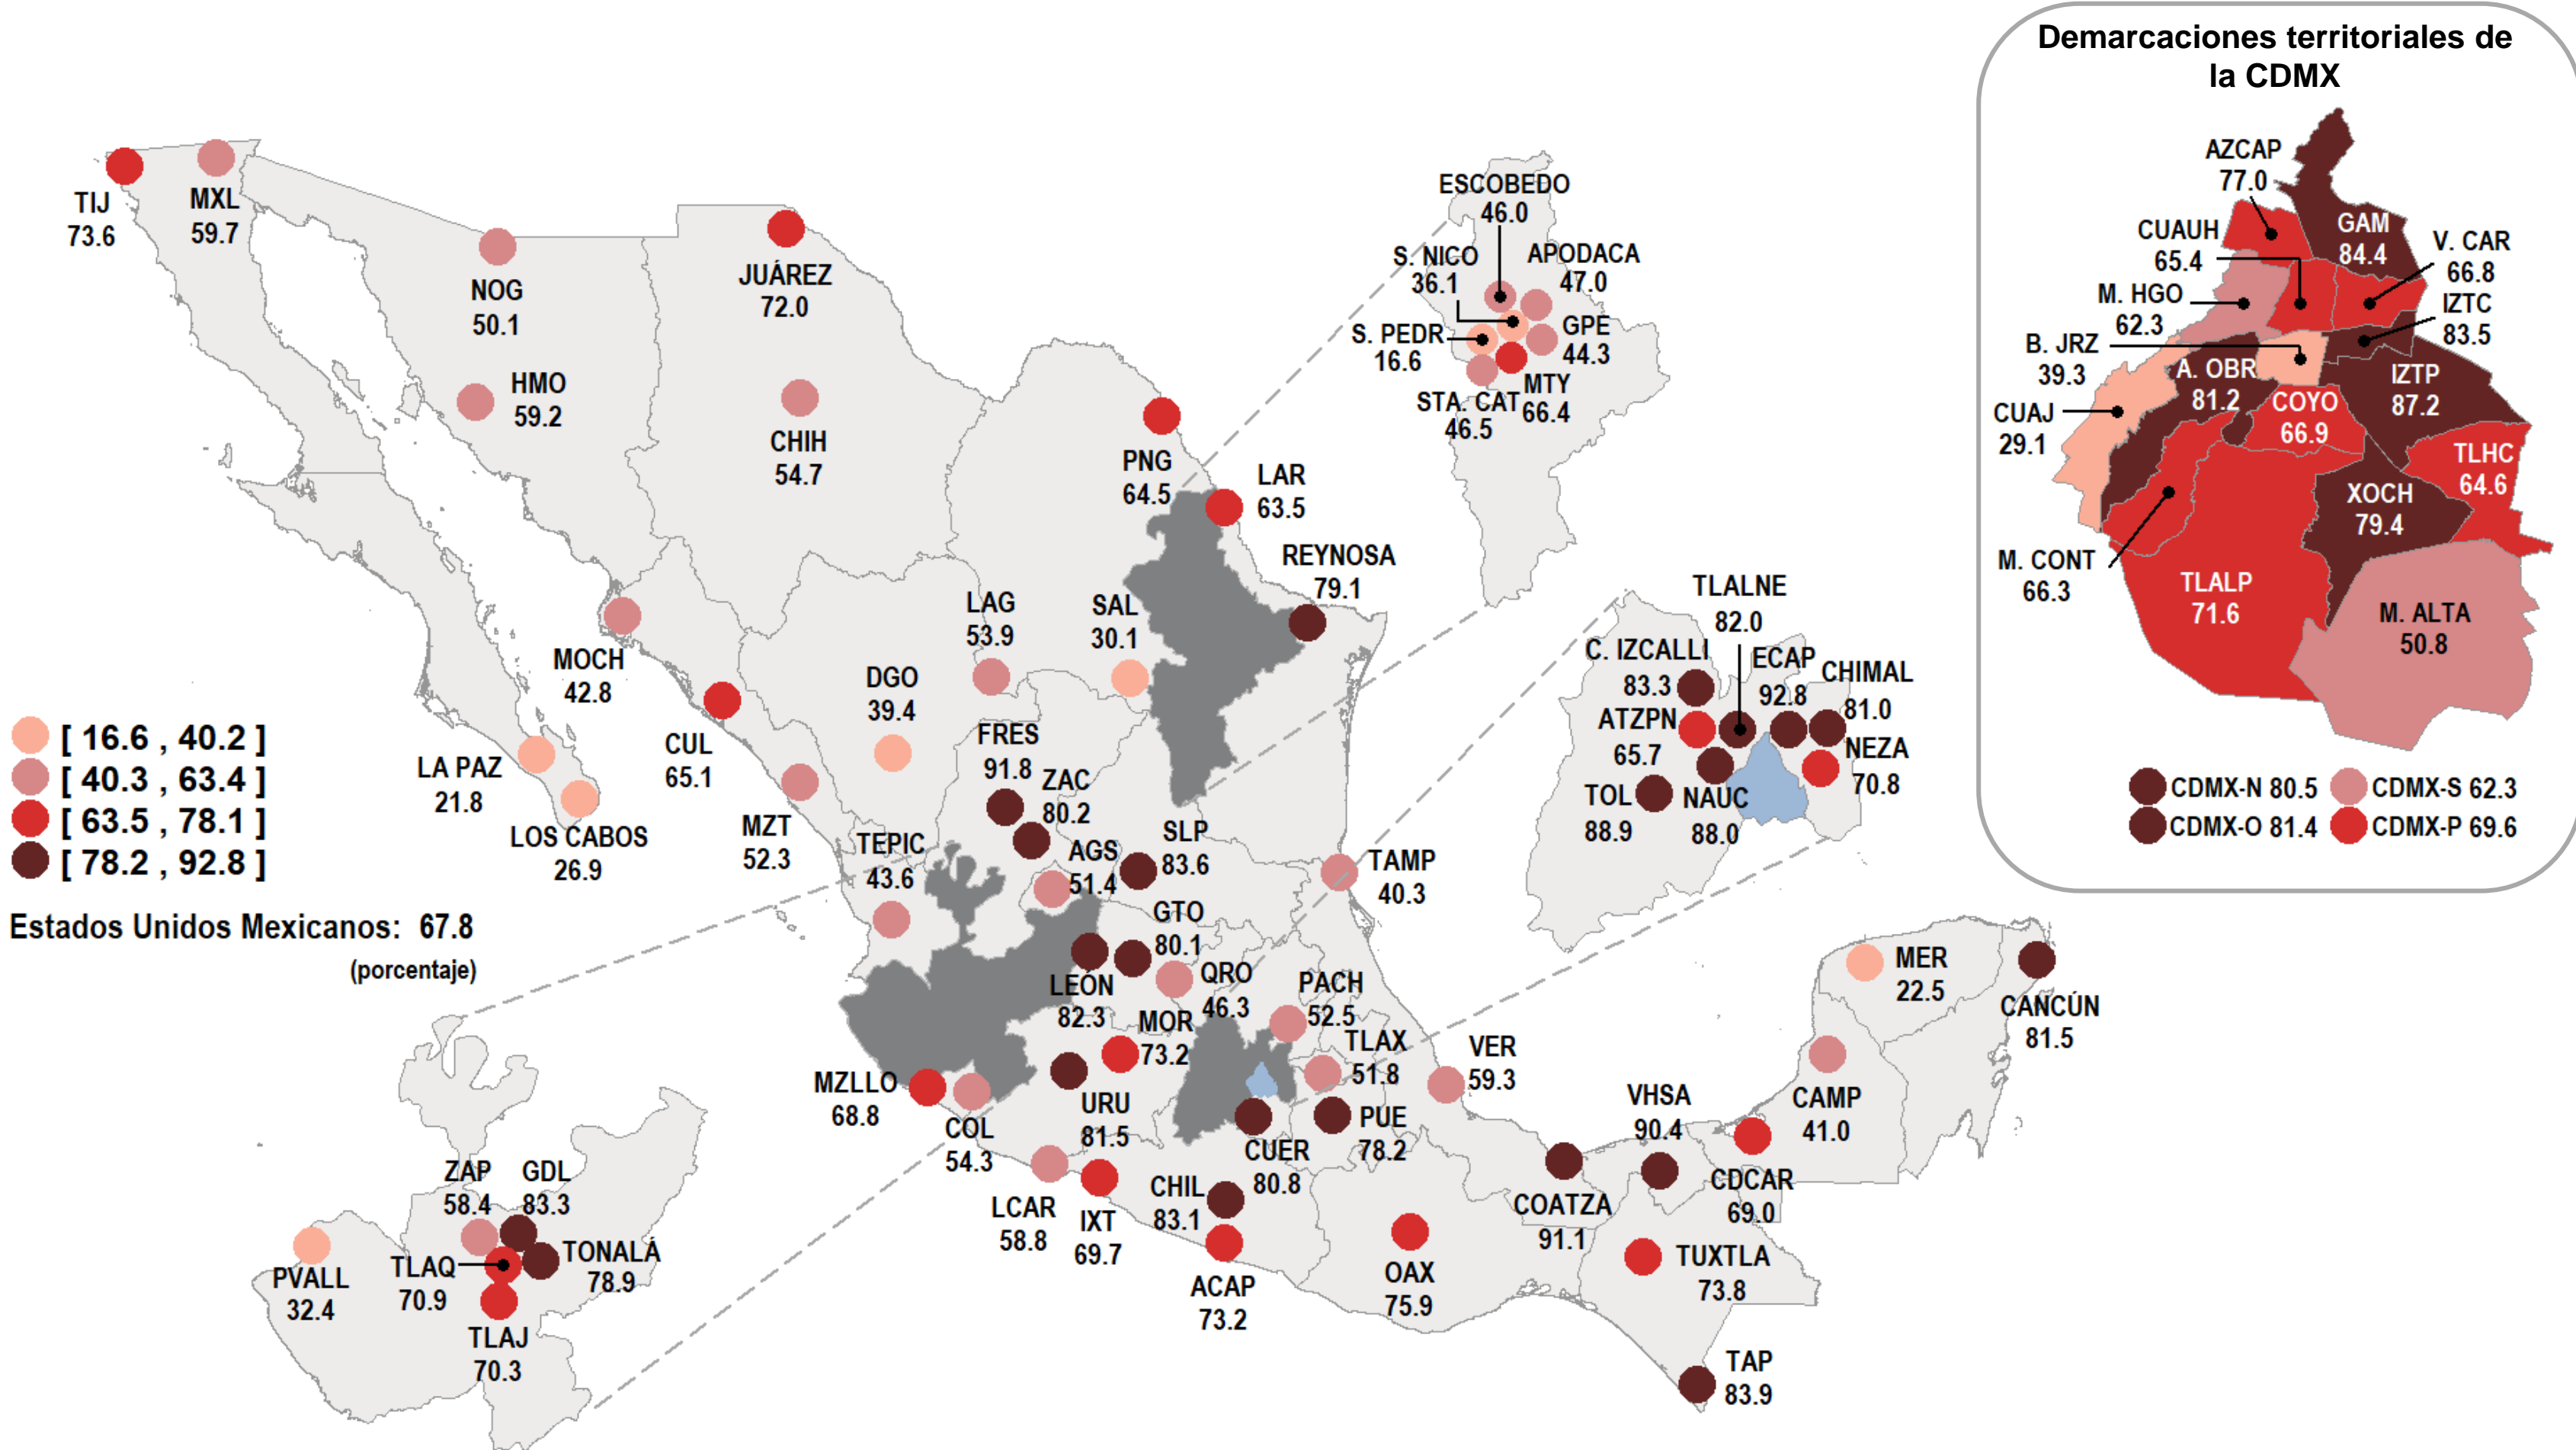 Demarcaciones territoriales de
la CDMX
AZCAP
77.0
CUAUH
65.4
GAM
84.4
V. CAR
66.8
M. HGO
62.3
IZTC
83.5
B. JRZ
39.3
A. OBR
81.2
IZTP
87.2
CUAJ
29.1
COYO
66.9
TLHC
64.6
XOCH
79.4
M. CONT
66.3
TLALP
71.6
M. ALTA
50.8
CDMX-N 80.5
CDMX-S 62.3
CDMX-O 81.4
CDMX-P 69.6
TIJ
73.6
MXL
59.7
NOG
50.1
JUÁREZ
72.0
HMO
59.2
CHIH
54.7
ESCOBEDO
46.0
S. NICO
36.1
APODACA
47.0
S. PEDR
16.6
GPE
44.3
STA. CAT
46.5
MTY
66.4
PNG
64.5
LAR
63.5
REYNOSA
79.1
MOCH
42.8
LAG
53.9
SAL
30.1
DGO
39.4
CUL
65.1
LA PAZ
21.8
LOS CABOS
26.9
MZT
52.3
FRES
91.8
ZAC
80.2
TEPIC
43.6
AGS
51.4
SLP
83.6
TAMP
40.3
TLALNE
82.0
C. IZCALLI
83.3
ECAP
92.8
CHIMAL
81.0
ATZPN
65.7
NEZA
70.8
TOL
88.9
NAUC
88.0
[ 16.6 , 40.2 ]
[ 40.3 , 63.4 ]
[ 63.5 , 78.1 ]
[ 78.2 , 92.8 ]
Estados Unidos Mexicanos: 67.8
(porcentaje)
GTO
80.1
LEÓN
82.3
QRO
46.3
PACH
52.5
MOR
73.2
TLAX
51.8
VER
59.3
MZLLO
68.8
COL
54.3
URU
81.5
CUER
80.8
PUE
78.2
LCAR
58.8
IXT
69.7
CHIL
83.1
ACAP
73.2
OAX
75.9
COATZA
91.1
VHSA
90.4
CDCAR
69.0
CAMP
41.0
MER
22.5
CANCÚN
81.5
TUXTLA
73.8
TAP
83.9
ZAP
58.4
GDL
83.3
TLAQ
70.9
TONALÁ
78.9
PVALL
32.4
TLAJ
70.3